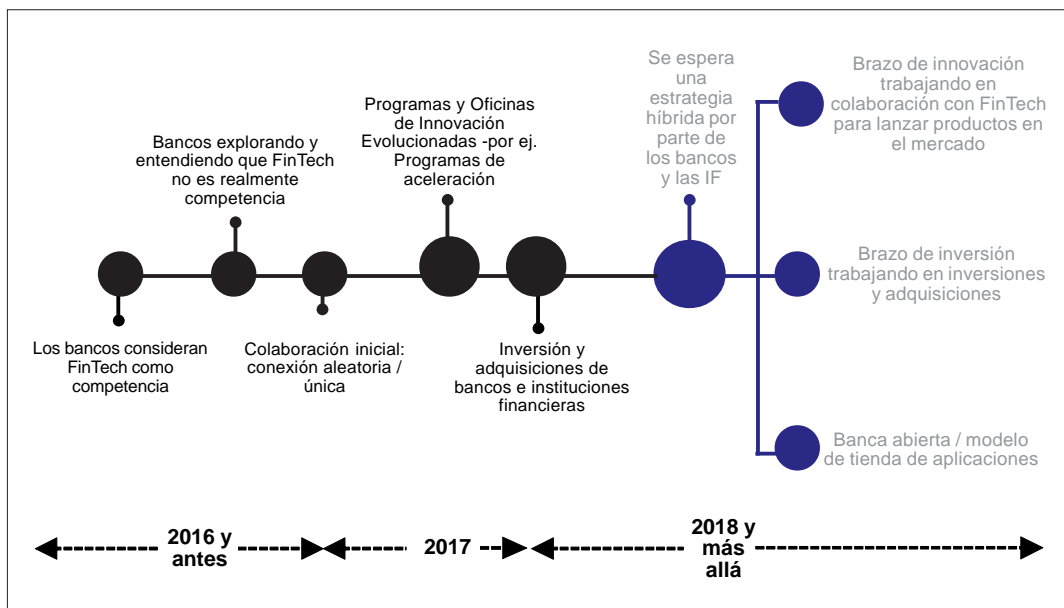 Los bancos consideran
FinTech como
competencia
Bancos explorando y
entendiendo que FinTech
no es realmente
competencia
Colaboración inicial:
conexión aleatoria /
única
Programas y Oficinas
de Innovación
Evolucionadas -por ej.
Programas de
aceleración
Inversión y
adquisiciones de
bancos e instituciones
financieras
Se espera
una
estrategia
híbrida por
parte de
los bancos
y las IF
Brazo de innovación
trabajando en
colaboración con FinTech
para lanzar productos en
el mercado
Brazo de inversión
trabajando en inversiones
y adquisiciones
Banca abierta / modelo
de tienda de aplicaciones
2016 y
antes
2017
2018 y
más
allá